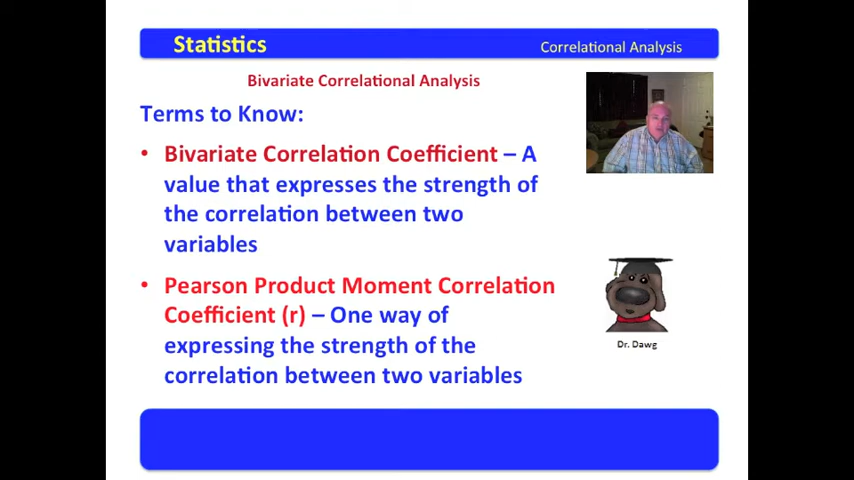 Statistics
Correlational Analysis
Bivariate Correlational Analysis
Terms to Know:
• Bivariate Correlation Coefficient – A
value that expresses the strength of
the correlation between two
variables
• Pearson Product Moment Correlation
Coefficient (r) – One way of
expressing the strength of the
correlation between two variables
Dr. Dawg